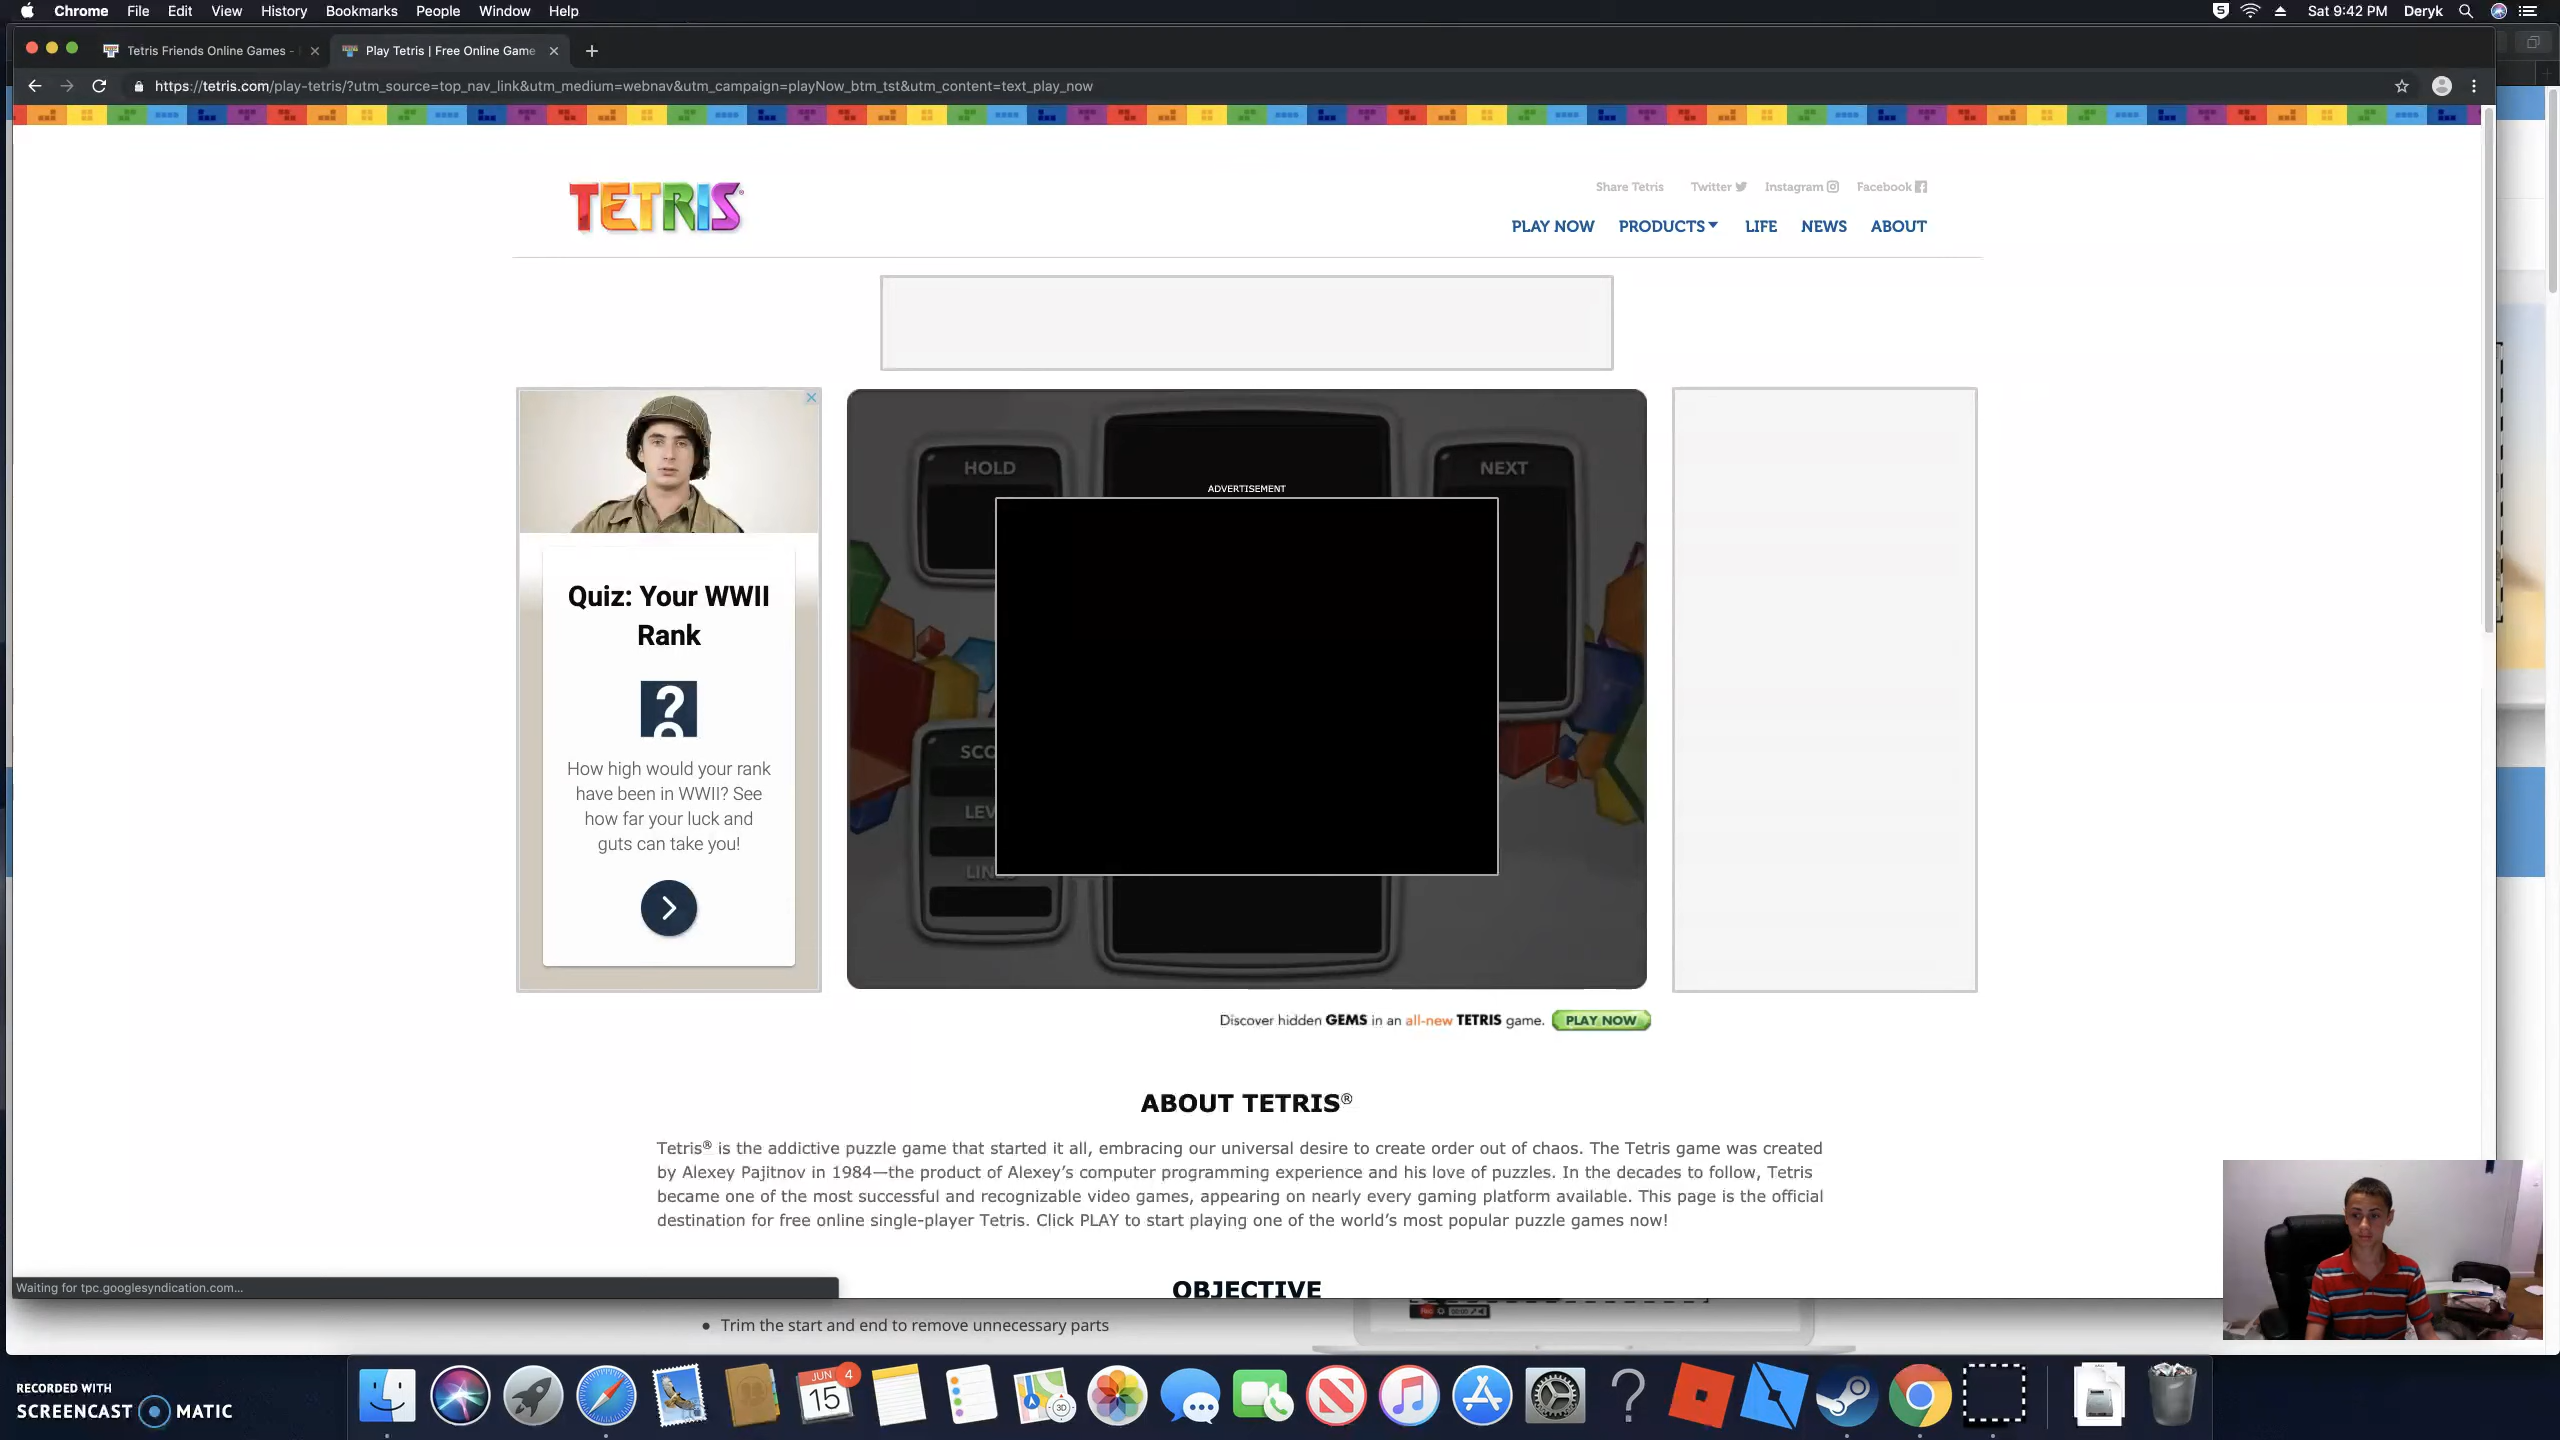 Chrome File Edit View History Bookmarks People Window Help
Sat 9:42 PM Deryk
Tetris Friends Online Games -
Play Tetris | Free Online Game
https://tetris.com/play-tetris/?utm_source=top_nav_link&utm_medium=webnav&utm_campaign=playNow_btm_tst&utm_content=text_play_now
TETRIS
Share Tetris Twitter Instagram Facebook
PLAY NOW PRODUCTS LIFE NEWS ABOUT
HOLD
NEXT
ADVERTISEMENT
Quiz: Your WWII
Rank
?
How high would your rank
have been in WWII? See
how far your luck and
guts can take you!
SCO
LEV
LINE
Discover hidden GEMS in an all-new TETRIS game. PLAY NOW
ABOUT TETRIS®
Tetris® is the addictive puzzle game that started it all, embracing our universal desire to create order out of chaos. The Tetris game was created
by Alexey Pajitnov in 1984—the product of Alexey's computer programming experience and his love of puzzles. In the decades to follow, Tetris
became one of the most successful and recognizable video games, appearing on nearly every gaming platform available. This page is the official
destination for free online single-player Tetris. Click PLAY to start playing one of the world's most popular puzzle games now!
OBJECTIVE
Waiting for tpc.googlesyndication.com...
● Trim the start and end to remove unnecessary parts
JUN 4
15
3D
?
RECORDED WITH
SCREENCAST MATIC